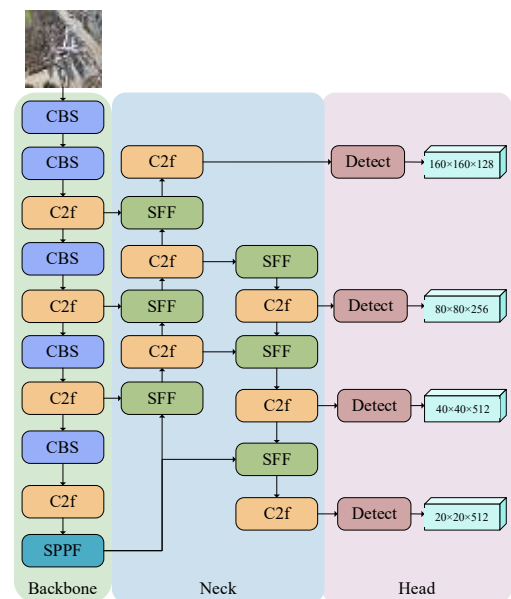 CBS
CBS
C2f
Detect
160×160×128
C2f
SFF
CBS
C2f
SFF
C2f
SFF
C2f
Detect
80×80×256
CBS
C2f
SFF
C2f
SFF
C2f
Detect
40×40×512
CBS
SFF
C2f
C2f
Detect
20×20×512
SPPF
Backbone
Neck
Head